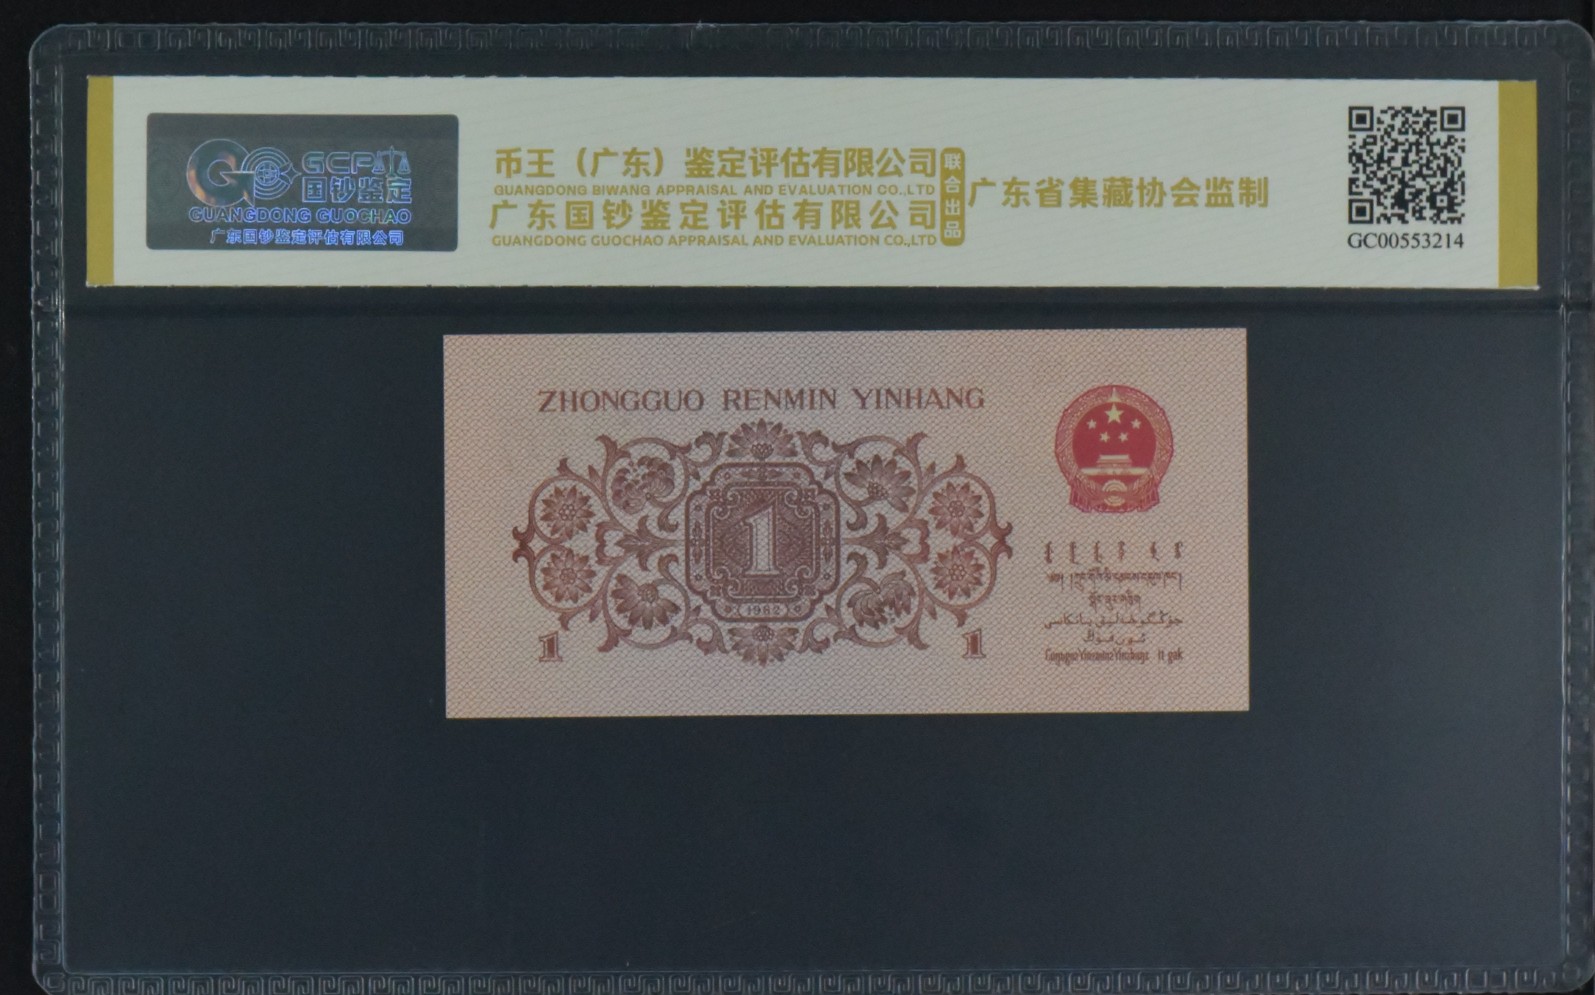 GCP
国钞鉴定
GUANGDONG GUOCHAO
广东国钞鉴定评估有限公司
币王（广东）鉴定评估有限公司
GUANGDONG BIWANG APPRAISAL AND EVALUATION CO.,LTD
广东国钞鉴定评估有限公司
GUANGDONG GUOCHAO APPRAISAL AND EVALUATION CO.,LTD
联合出品
广东省集藏协会监制
GC00553214
ZHONGGUO RENMIN YINHANG
1
1962
1
1